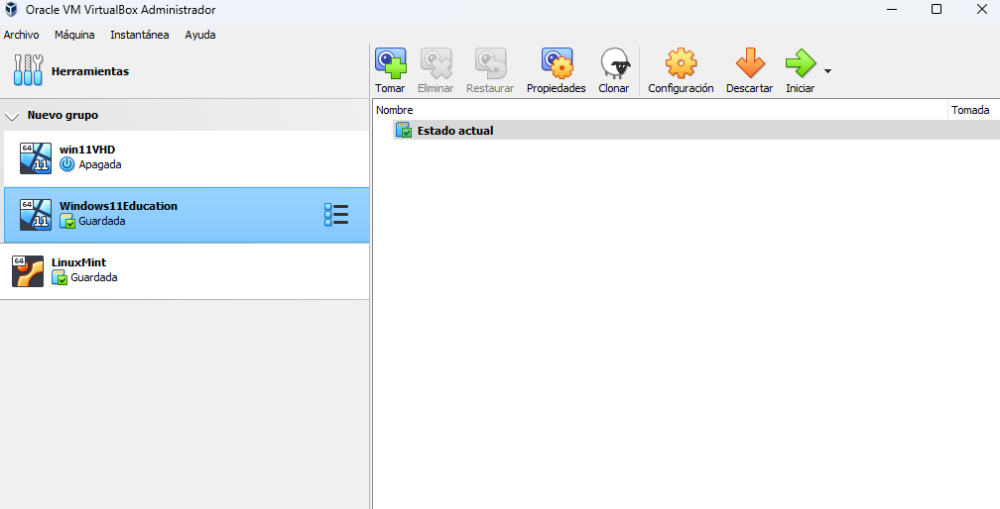 Oracle VM VirtualBox Administrador
Archivo Máquina Instantánea Ayuda
Herramientas
Tomar Eliminar Restaurar Propiedades Clonar Configuración Descartar Iniciar
Nuevo grupo
64 11 win11VHD
Apagada
64 11 Windows11Education
Guardada
64 LinuxMint
Guardada
Nombre Tomada
Estado actual